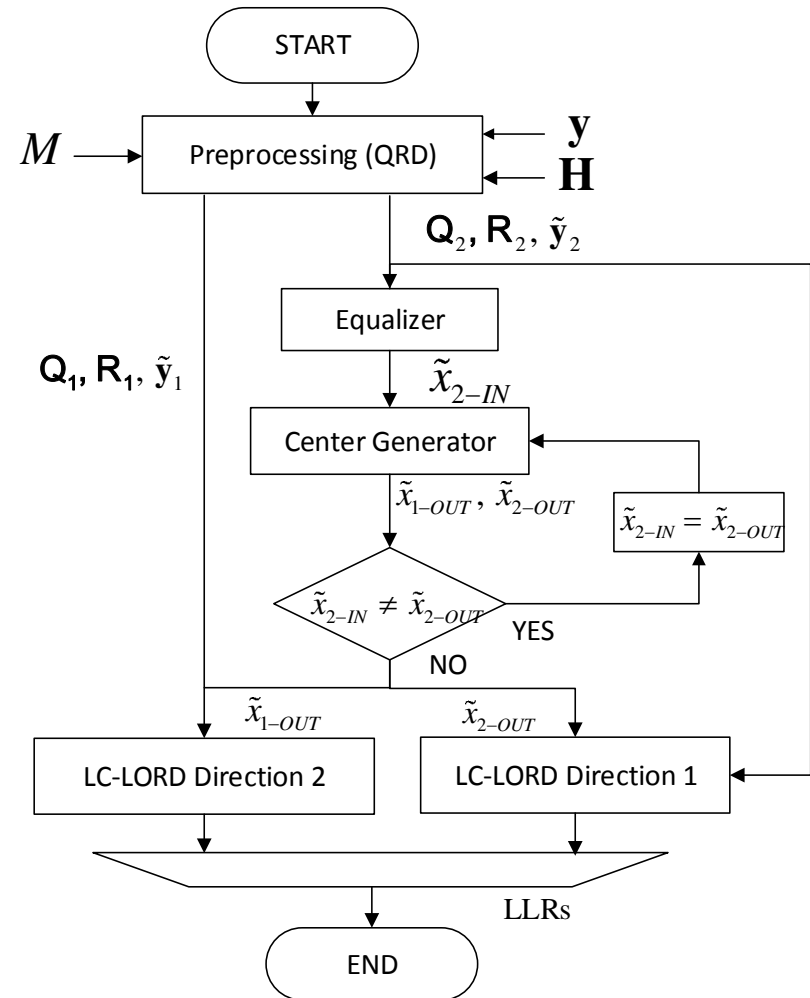 START
M
Preprocessing (QRD)
y
H
Q₂, R₂, ỹ₂
Equalizer
Q₁, R₁, ỹ₁
x̃₂₋IN
Center Generator
x̃₁₋OUT , x̃₂₋OUT
x̃₂₋IN = x̃₂₋OUT
x̃₂₋IN ≠ x̃₂₋OUT
YES
NO
x̃₁₋OUT
x̃₂₋OUT
LC-LORD Direction 2
LC-LORD Direction 1
LLRs
END